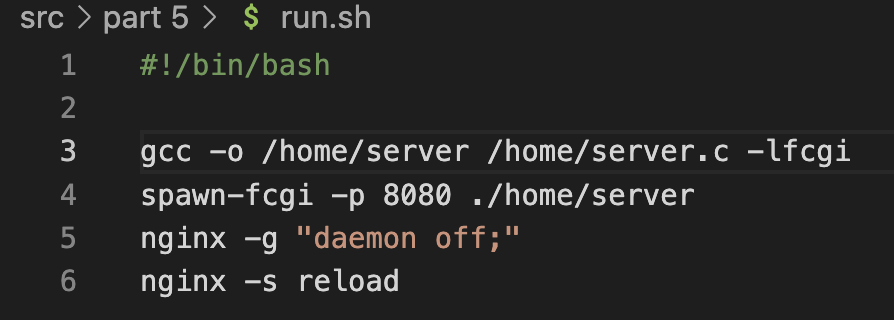 src > part 5 > $ run.sh
1 #!/bin/bash
2
3 gcc -o /home/server /home/server.c -lfcgi
4 spawn-fcgi -p 8080 ./home/server
5 nginx -g "daemon off;"
6 nginx -s reload